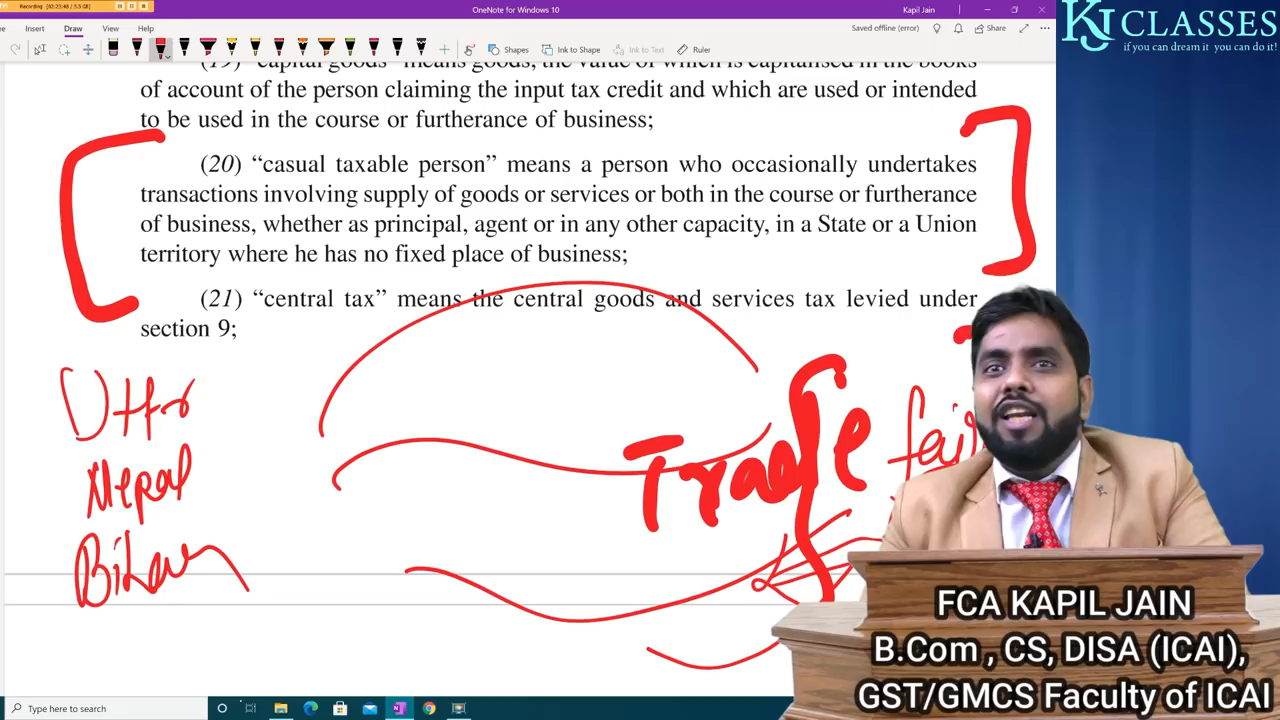 Recording [ 02:23:48 / 5.5 GB ]
OneNote for Windows 10
Kapil Jain
Insert Draw View Help
Saved offline (error)
Share
Shapes Ink to Shape Ink to Text Ruler
KJ CLASSES
if you can dream it you can do it!
(19) “capital goods” means goods, the value of which is capitalised in the books
of account of the person claiming the input tax credit and which are used or intended
to be used in the course or furtherance of business;
(20) “casual taxable person” means a person who occasionally undertakes
transactions involving supply of goods or services or both in the course or furtherance
of business, whether as principal, agent or in any other capacity, in a State or a Union
territory where he has no fixed place of business;
(21) “central tax” means the central goods and services tax levied under
section 9;
Trade fair
Nepal
Bihar
FCA KAPIL JAIN
B.Com , CS, DISA (ICAI),
GST/GMCS Faculty of ICAI
Type here to search